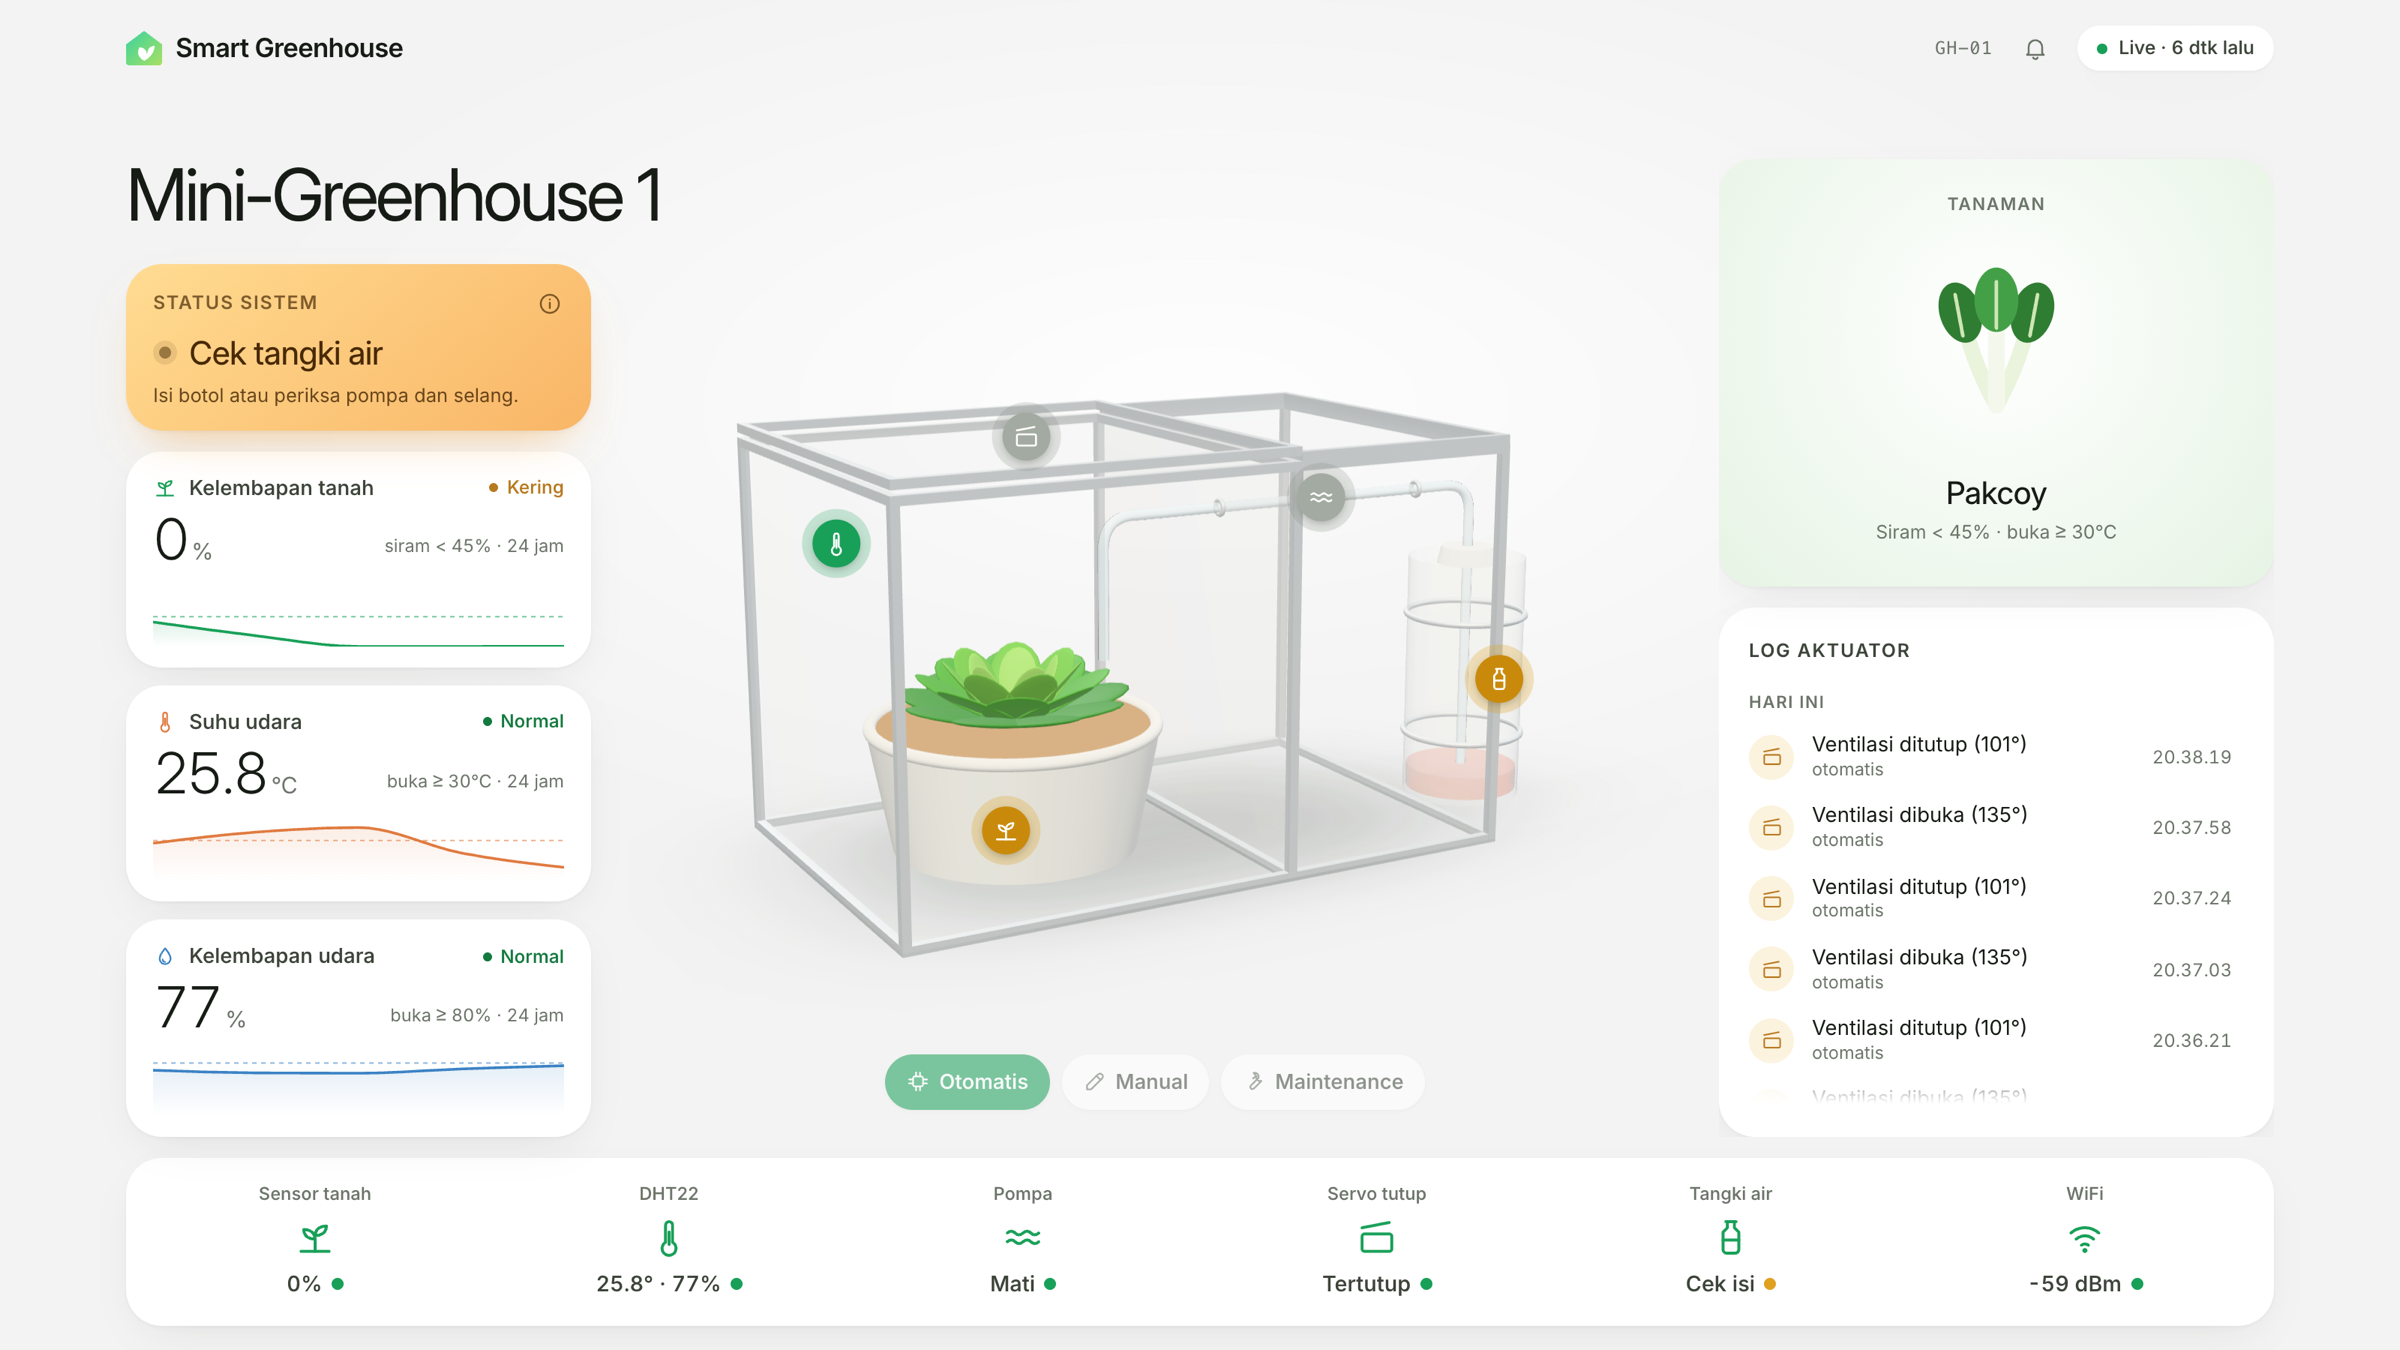 Smart Greenhouse
GH-01
Live · 6 dtk lalu
Mini-Greenhouse 1
STATUS SISTEM
Cek tangki air
Isi botol atau periksa pompa dan selang.
Kelembapan tanah
Kering
0 %
siram < 45% · 24 jam
Suhu udara
Normal
25.8 °C
buka ≥ 30°C · 24 jam
Kelembapan udara
Normal
77 %
buka ≥ 80% · 24 jam
Otomatis
Manual
Maintenance
TANAMAN
Pakcoy
Siram < 45% · buka ≥ 30°C
LOG AKTUATOR
HARI INI
Ventilasi ditutup (101°)
otomatis
20.38.19
Ventilasi dibuka (135°)
otomatis
20.37.58
Ventilasi ditutup (101°)
otomatis
20.37.24
Ventilasi dibuka (135°)
otomatis
20.37.03
Ventilasi ditutup (101°)
otomatis
20.36.21
Ventilasi dibuka (135°)
Sensor tanah
0%
DHT22
25.8° · 77%
Pompa
Mati
Servo tutup
Tertutup
Tangki air
Cek isi
WiFi
-59 dBm